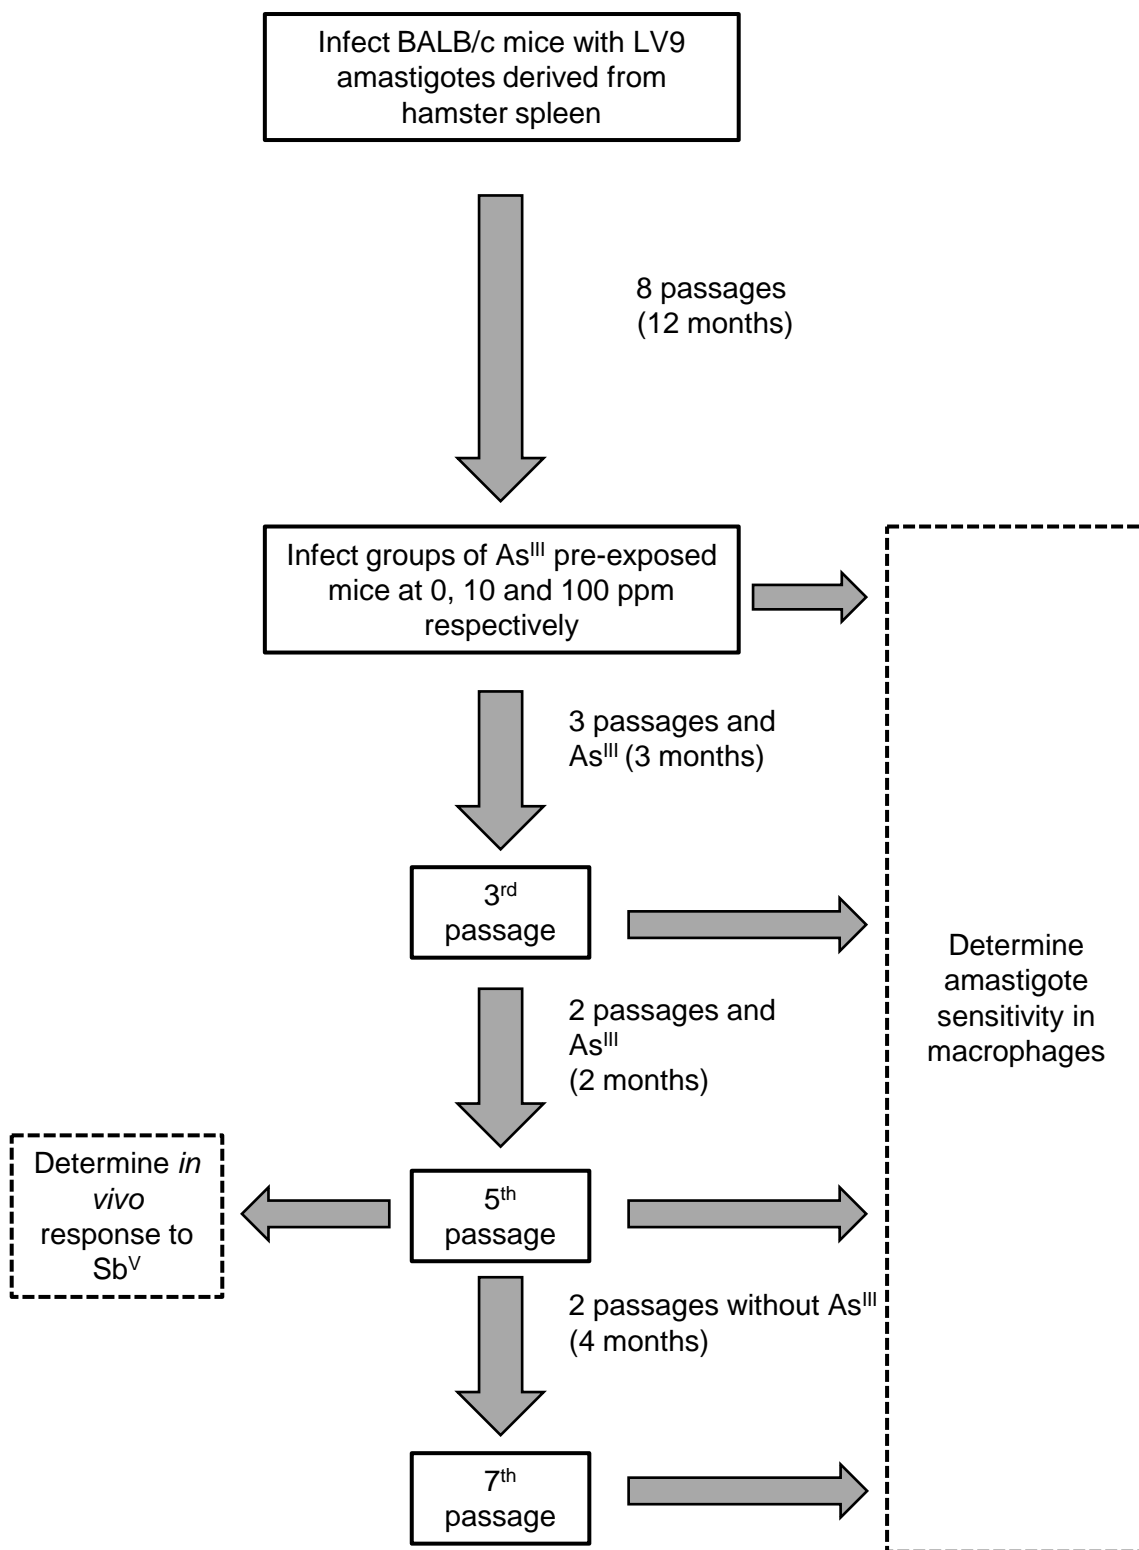 Infect BALB/c mice with LV9
amastigotes derived from
hamster spleen
8 passages
(12 months)
Infect groups of Asᴵᴵᴵ pre-exposed
mice at 0, 10 and 100 ppm
respectively
3 passages and
Asᴵᴵᴵ (3 months)
3ʳᵈ
passage
2 passages and
Asᴵᴵᴵ
(2 months)
Determine
amastigote
sensitivity in
macrophages
Determine in
vivo
response to
Sbⱽ
5ᵗʰ
passage
2 passages without Asᴵᴵᴵ
(4 months)
7ᵗʰ
passage